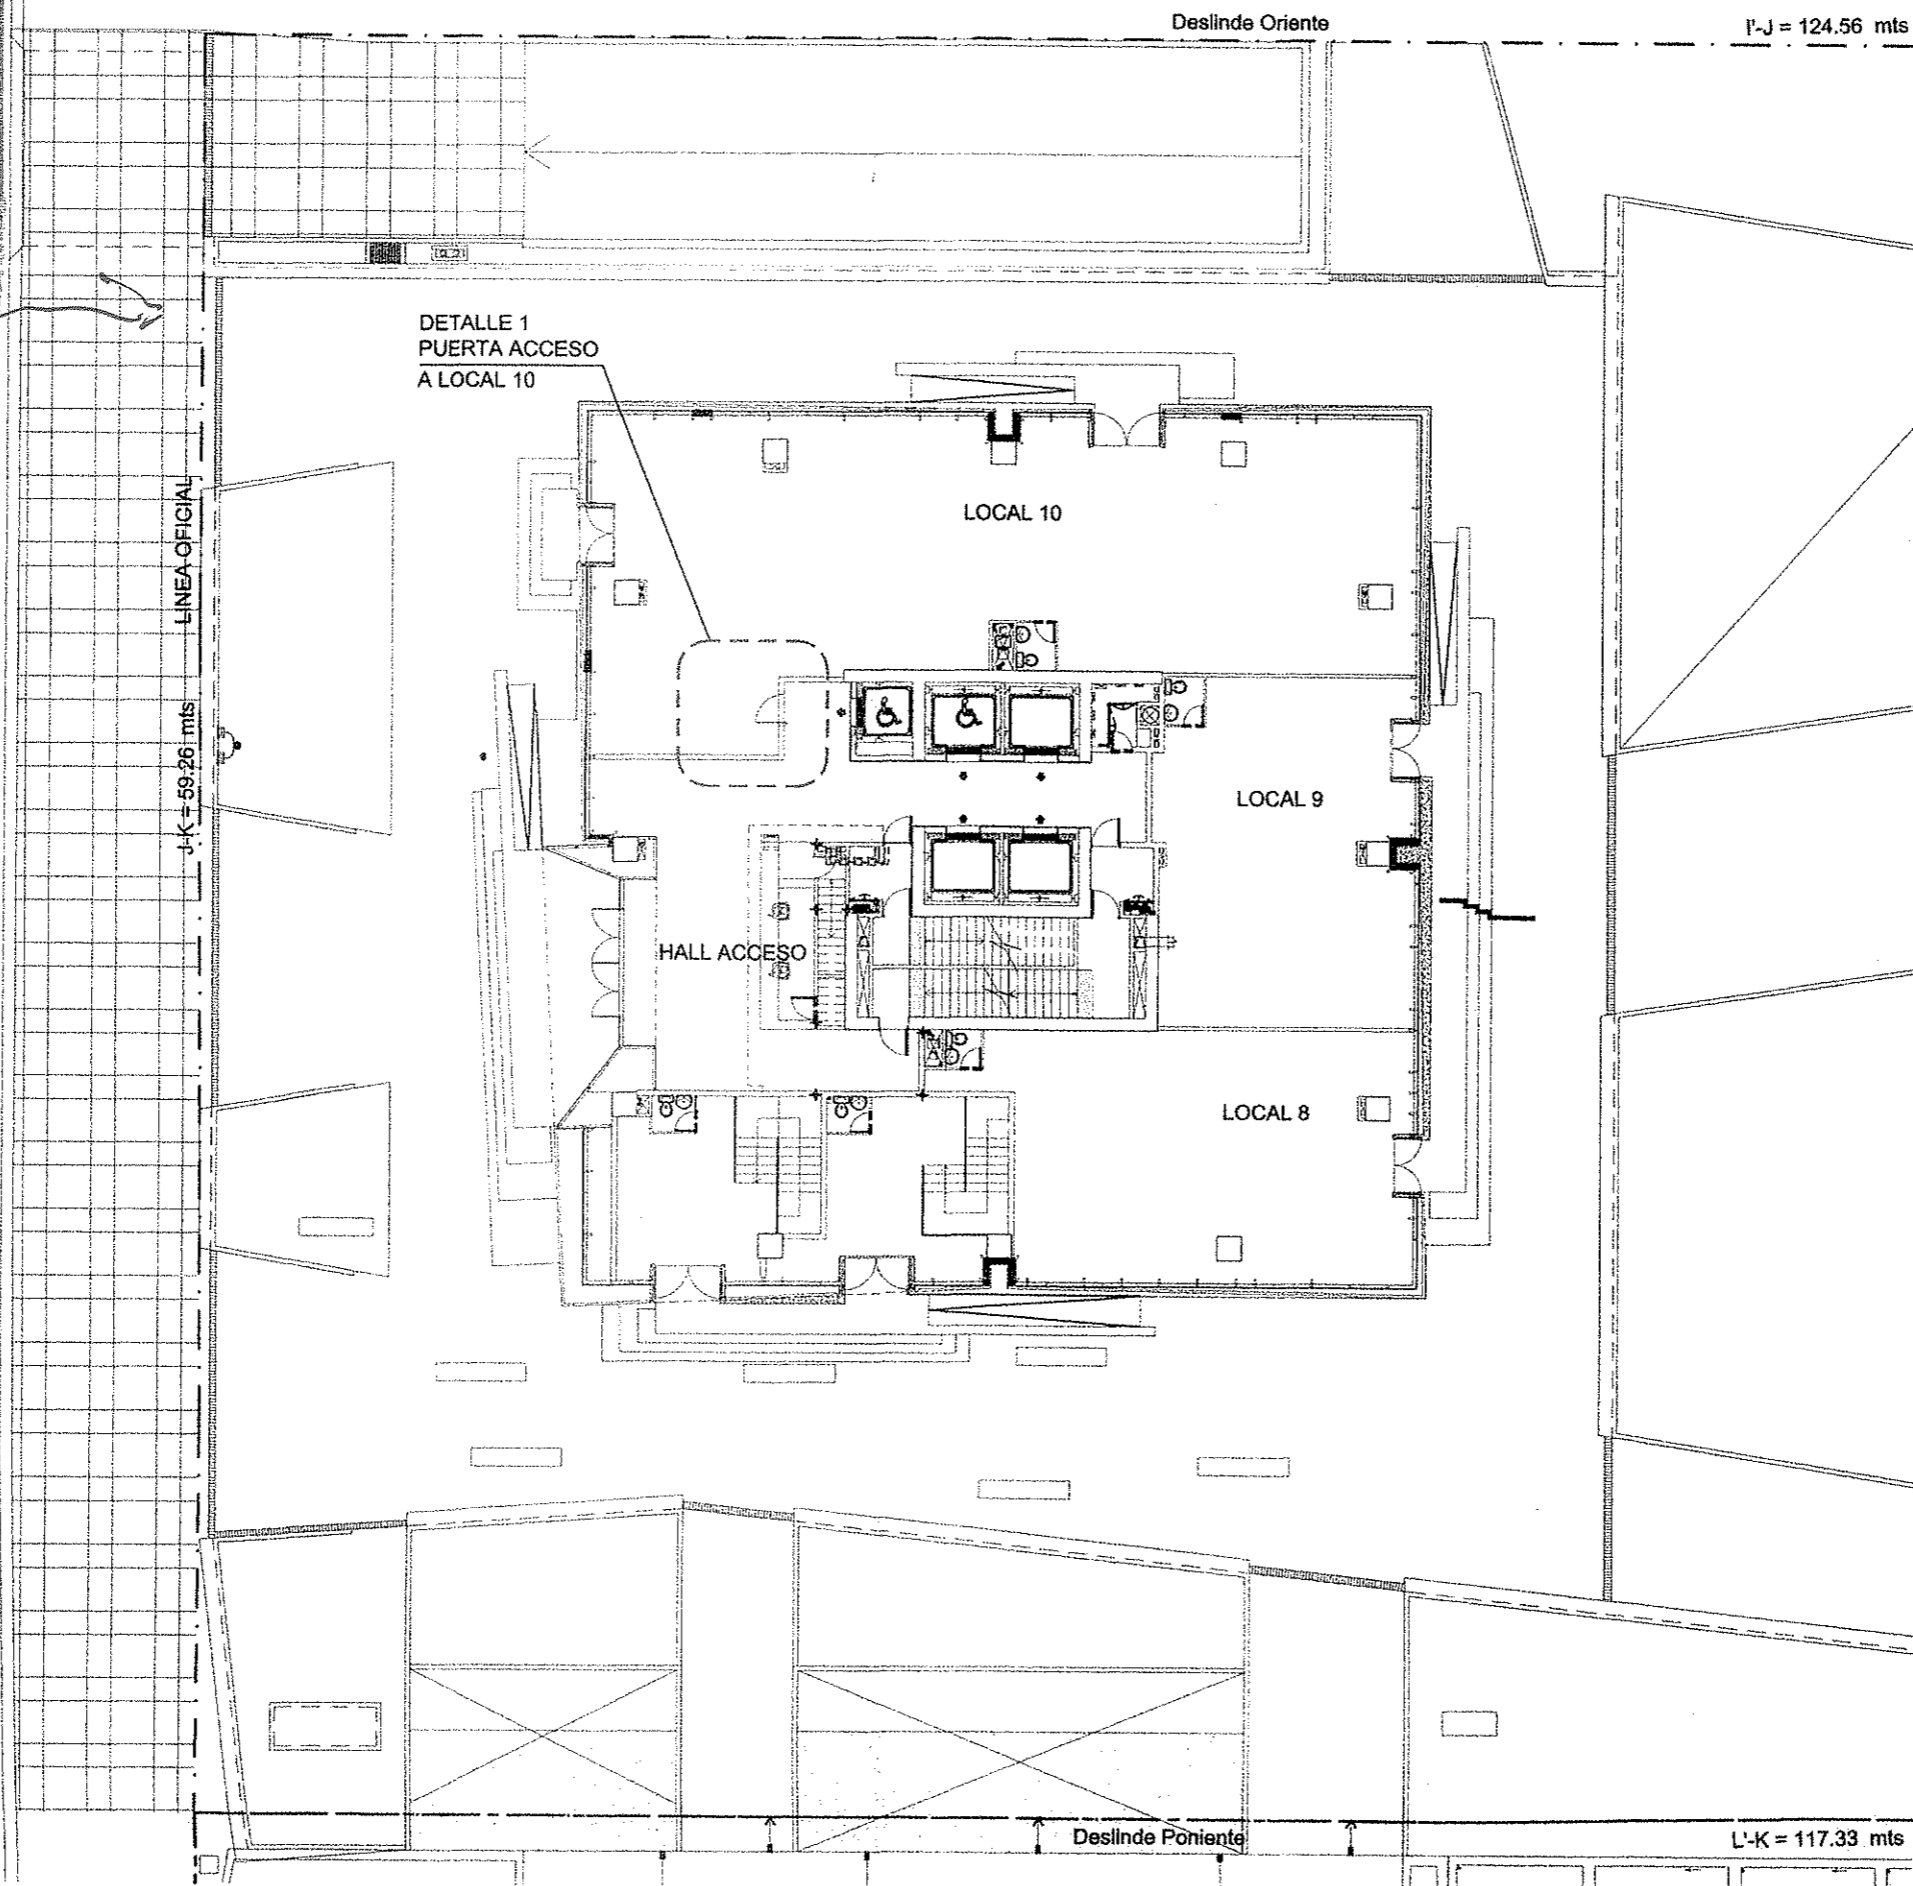 Deslinde Oriente
I'-J = 124.56 mts
DETALLE 1
PUERTA ACCESO
A LOCAL 10
LINEA OFICIAL
J-K = 59.26 mts
LOCAL 10
LOCAL 9
HALL ACCESO
LOCAL 8
Deslinde Poniente
L'-K = 117.33 mts